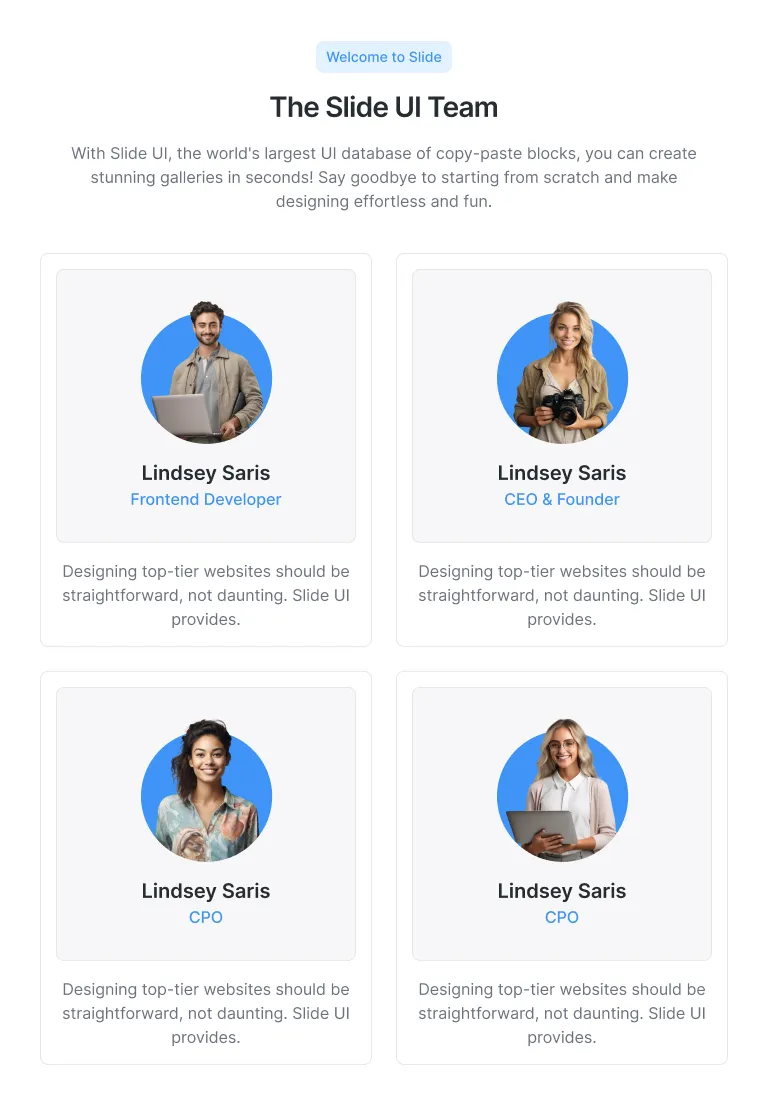 Welcome to Slide
The Slide UI Team
With Slide UI, the world's largest UI database of copy-paste blocks, you can create
stunning galleries in seconds! Say goodbye to starting from scratch and make
designing effortless and fun.
Lindsey Saris
Frontend Developer
Designing top-tier websites should be
straightforward, not daunting. Slide UI
provides.
Lindsey Saris
CEO & Founder
Designing top-tier websites should be
straightforward, not daunting. Slide UI
provides.
Lindsey Saris
CPO
Designing top-tier websites should be
straightforward, not daunting. Slide UI
provides.
Lindsey Saris
CPO
Designing top-tier websites should be
straightforward, not daunting. Slide UI
provides.